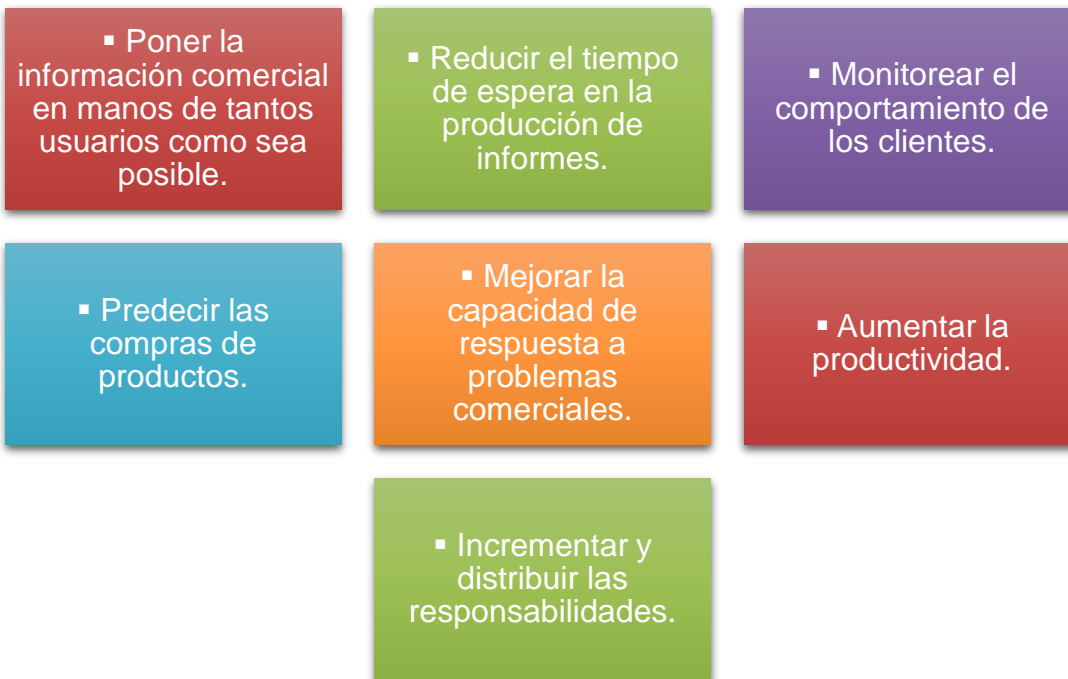 ▪ Poner la
información comercial
en manos de tantos
usuarios como sea
posible.
▪ Reducir el tiempo
de espera en la
producción de
informes.
▪ Monitorear el
comportamiento de
los clientes.
▪ Predecir las
compras de
productos.
▪ Mejorar la
capacidad de
respuesta a
problemas
comerciales.
▪ Aumentar la
productividad.
▪ Incrementar y
distribuir las
responsabilidades.